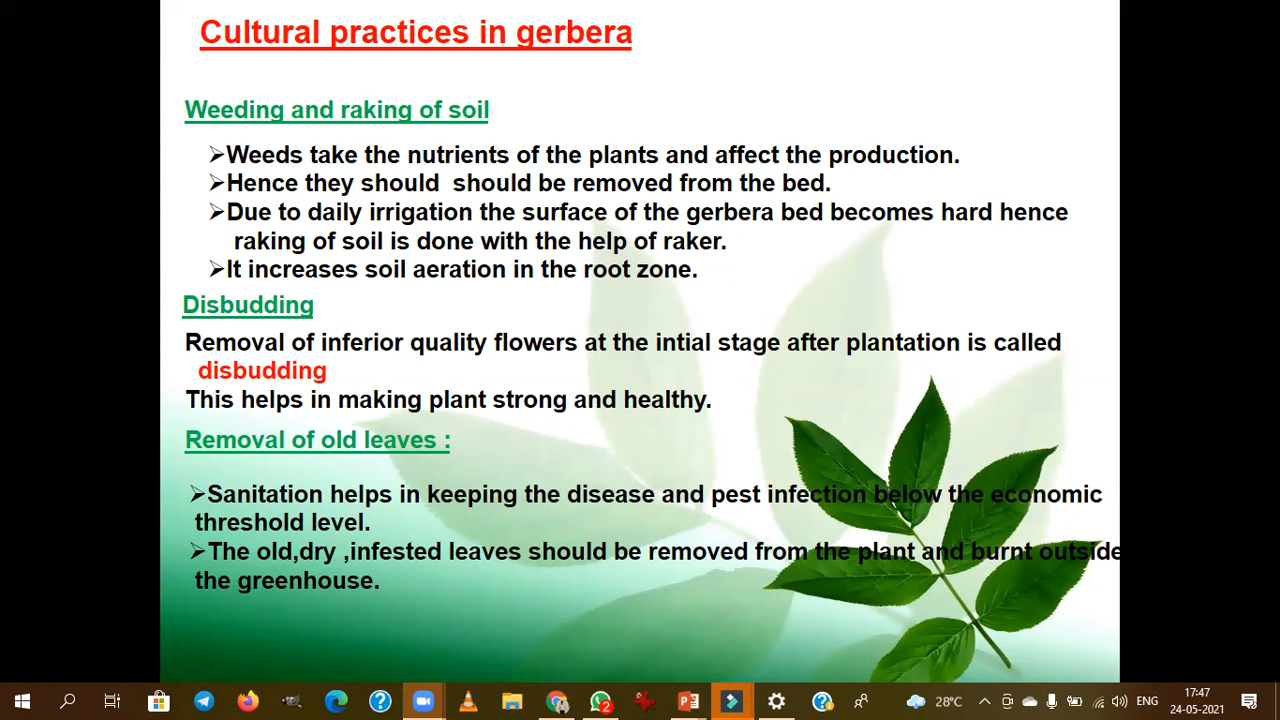 Cultural practices in gerbera
Weeding and raking of soil
➢Weeds take the nutrients of the plants and affect the production.
➢Hence they should  should be removed from the bed.
➢Due to daily irrigation the surface of the gerbera bed becomes hard hence
raking of soil is done with the help of raker.
➢It increases soil aeration in the root zone.
Disbudding
Removal of inferior quality flowers at the intial stage after plantation is called
disbudding
This helps in making plant strong and healthy.
Removal of old leaves :
➢Sanitation helps in keeping the disease and pest infection below the economic
threshold level.
➢The old,dry ,infested leaves should be removed from the plant and burnt outside
the greenhouse.
2
28°C
ENG
17:47
24-05-2021